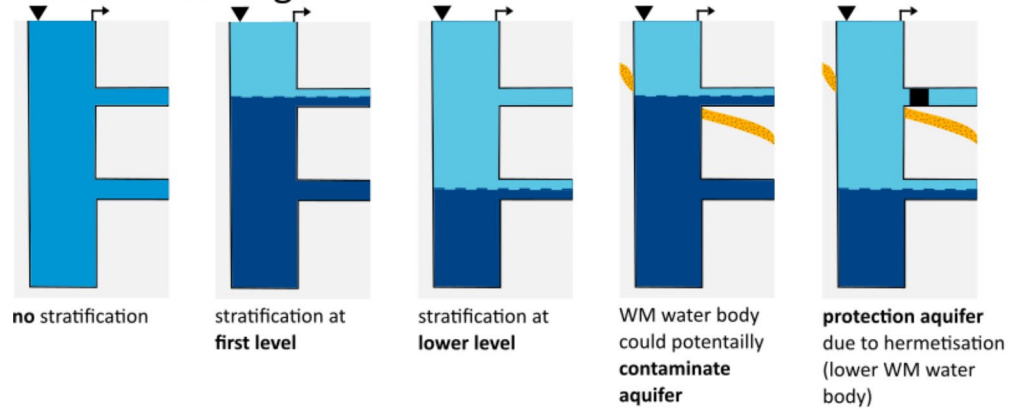 no stratification
stratification at
first level
stratification at
lower level
WM water body
could potentailly
contaminate
aquifer
protection aquifer
due to hermetisation
(lower WM water
body)